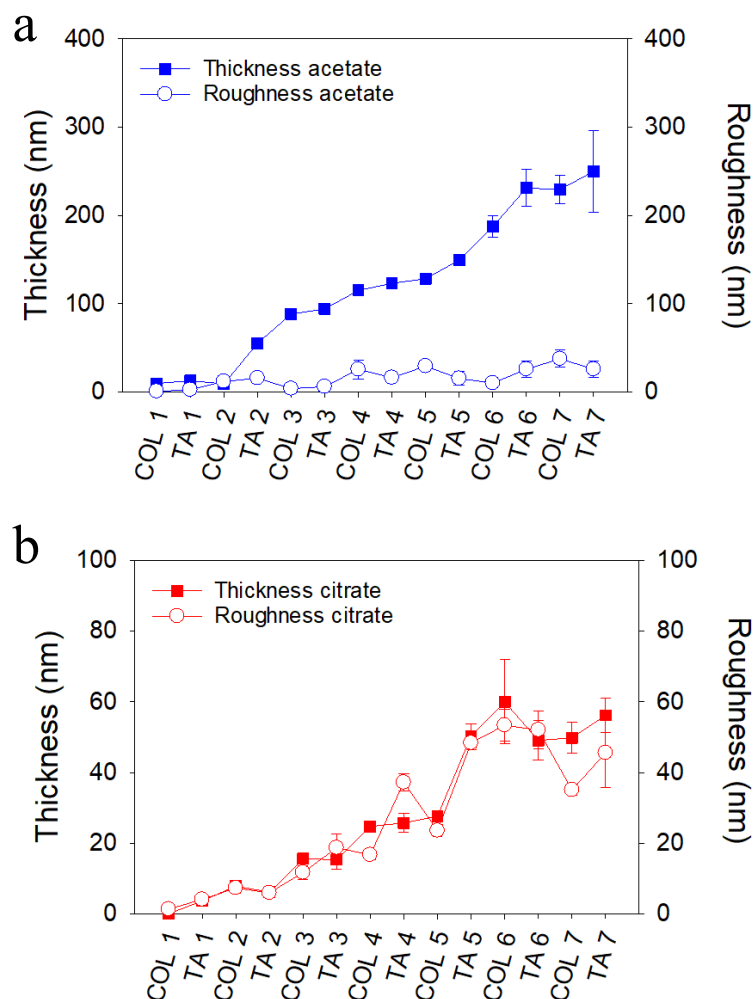 a
400
300
200
100
0
Thickness (nm)
Thickness acetate
Roughness acetate
400
300
200
100
0
Roughness (nm)
COL 1
TA 1
COL 2
TA 2
COL 3
TA 3
COL 4
TA 4
COL 5
TA 5
COL 6
TA 6
COL 7
TA 7
b
100
80
60
40
20
0
Thickness (nm)
Thickness citrate
Roughness citrate
100
80
60
40
20
0
Roughness (nm)
COL 1
TA 1
COL 2
TA 2
COL 3
TA 3
COL 4
TA 4
COL 5
TA 5
COL 6
TA 6
COL 7
TA 7